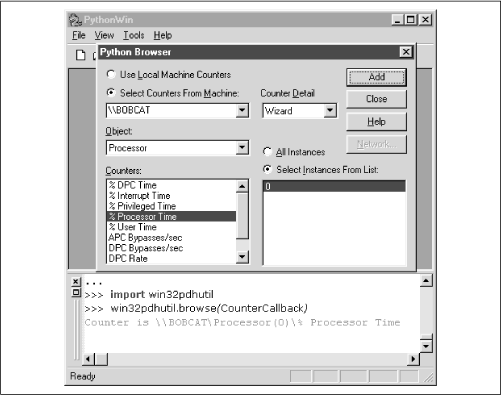 PythonWin
File View Tools Help
Python Browser
Use Local Machine Counters
Select Counters From Machine:
\\BOBCAT
Counter Detail
Wizard
Add
Close
Help
Network...
Object:
Processor
All Instances
Select Instances From List:
0
Counters:
% DPC Time
% Interrupt Time
% Privileged Time
% Processor Time
% User Time
APC Bypasses/sec
DPC Bypasses/sec
DPC Rate
...
>>> import win32pdhutil
>>> win32pdhutil.browse(CounterCallback)
Counter is \\BOBCAT\Processor(0)\% Processor Time
>>>
Ready